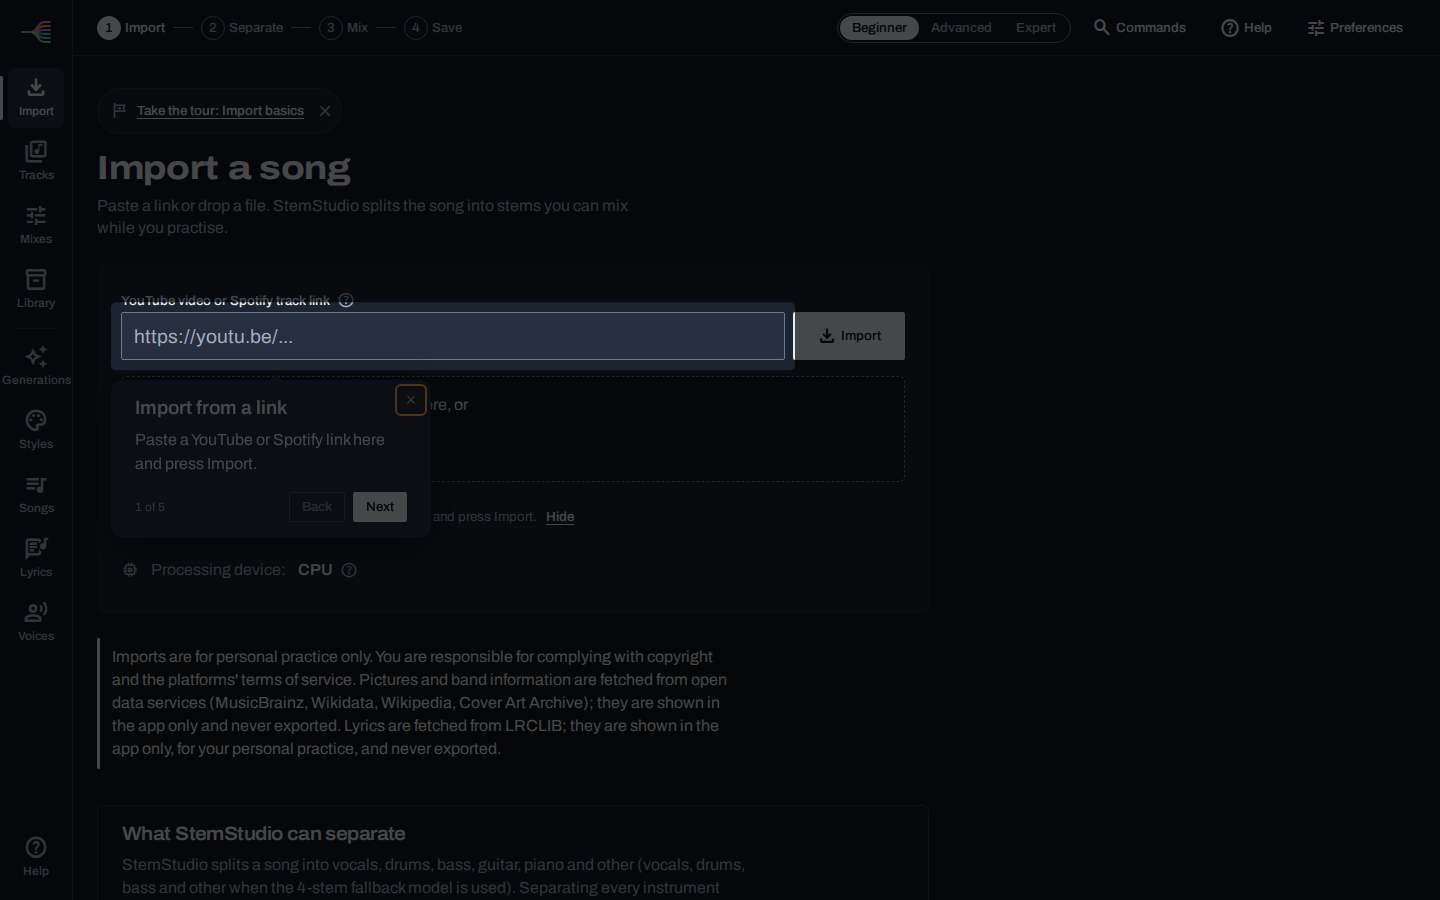 1 Import 2 Separate 3 Mix 4 Save
Beginner Advanced Expert
Commands
Help
Preferences
Import
Tracks
Mixes
Library
Generations
Styles
Songs
Lyrics
Voices
Help
Take the tour: Import basics
Import a song
Paste a link or drop a file. StemStudio splits the song into stems you can mix
while you practise.
YouTube video or Spotify track link
https://youtu.be/...
Import
Import from a link
Paste a YouTube or Spotify link here
and press Import.
1 of 5
Back
Next
ere, or
and press Import. Hide
Processing device: CPU
Imports are for personal practice only. You are responsible for complying with copyright
and the platforms' terms of service. Pictures and band information are fetched from open
data services (MusicBrainz, Wikidata, Wikipedia, Cover Art Archive); they are shown in
the app only and never exported. Lyrics are fetched from LRCLIB; they are shown in the
app only, for your personal practice, and never exported.
What StemStudio can separate
StemStudio splits a song into vocals, drums, bass, guitar, piano and other (vocals, drums,
bass and other when the 4-stem fallback model is used). Separating every instrument